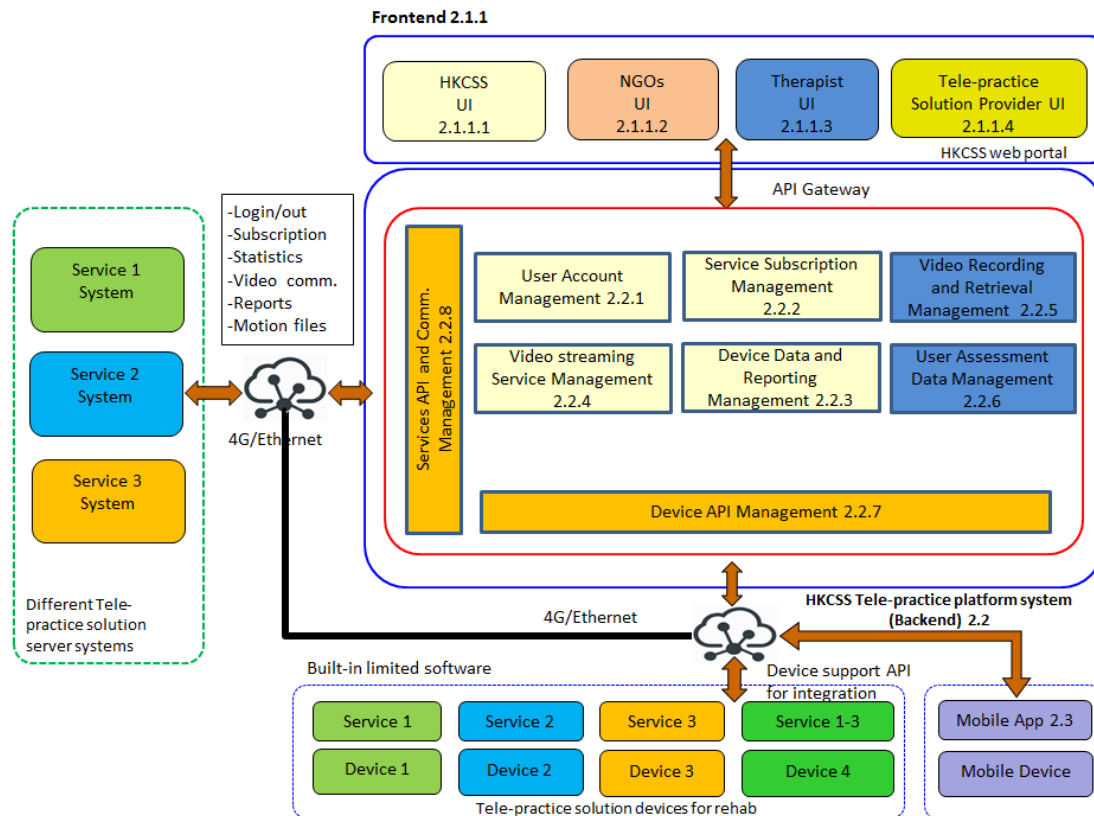 Frontend 2.1.1
HKCSS
UI
2.1.1.1
NGOs
UI
2.1.1.2
Therapist
UI
2.1.1.3
Tele-practice
Solution Provider UI
2.1.1.4
HKCSS web portal
API Gateway
-Login/out
-Subscription
-Statistics
-Video comm.
-Reports
-Motion files
Service 1
System
Service 2
System
Service 3
System
Different Tele-
practice solution
server systems
4G/Ethernet
Services API and Comm.
Management 2.2.8
User Account
Management 2.2.1
Service Subscription
Management
2.2.2
Video Recording
and Retrieval
Management 2.2.5
Video streaming
Service Management
2.2.4
Device Data and
Reporting
Management 2.2.3
User Assessment
Data Management
2.2.6
Device API Management 2.2.7
4G/Ethernet
HKCSS Tele-practice platform system
(Backend) 2.2
Built-in limited software
Device support API
for integration
Service 1
Service 2
Service 3
Service 1-3
Device 1
Device 2
Device 3
Device 4
Tele-practice solution devices for rehab
Mobile App 2.3
Mobile Device